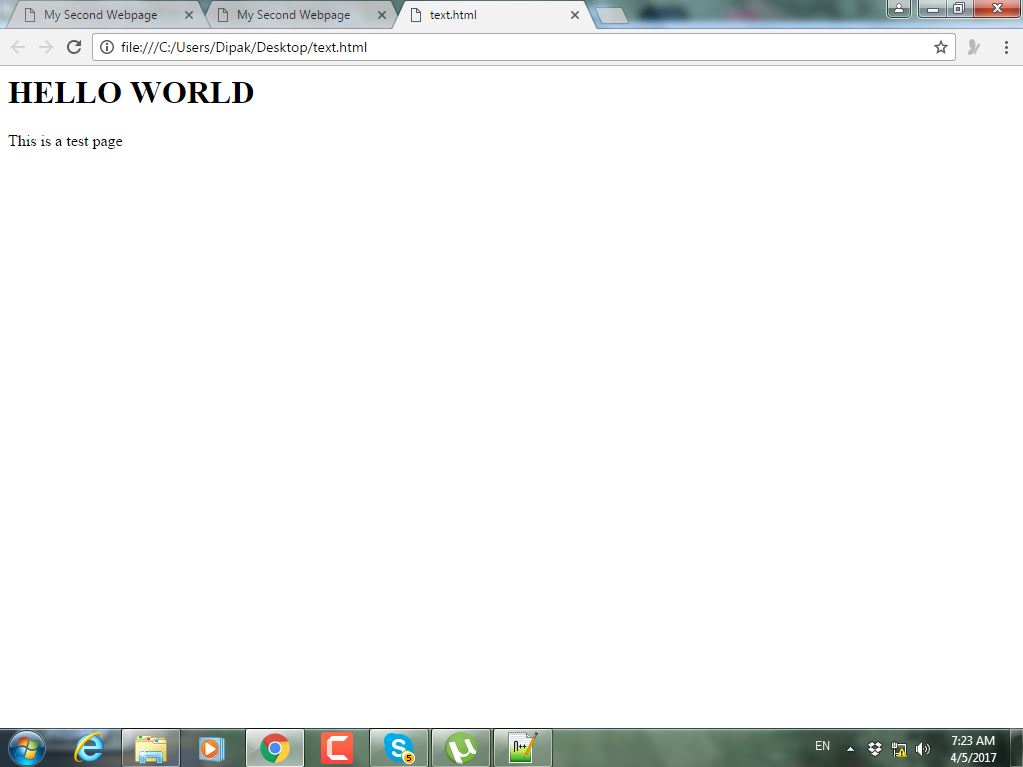 My Second Webpage
My Second Webpage
text.html
file:///C:/Users/Dipak/Desktop/text.html
HELLO WORLD
This is a test page
5
n++
EN
7:23 AM
4/5/2017